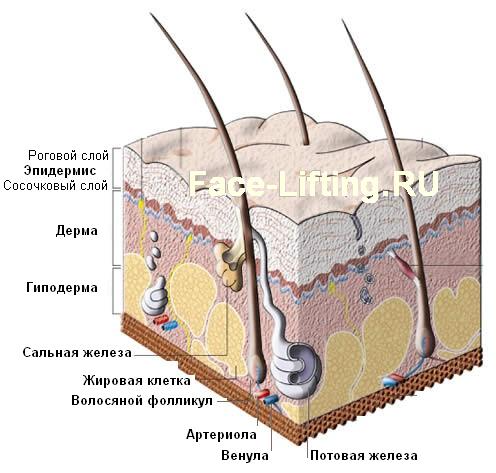 Роговой слой
Эпидермис
Сосочковый слой
Face-Lifting.RU
Дерма
Гиподерма
Сальная железа
Жировая клетка
Волосяной фолликул
Артериола
Венула
Потовая железа